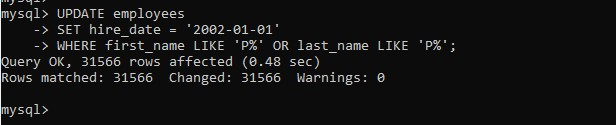 mysql>
mysql> UPDATE employees
    -> SET hire_date = '2002-01-01'
    -> WHERE first_name LIKE 'P%' OR last_name LIKE 'P%';
Query OK, 31566 rows affected (0.48 sec)
Rows matched: 31566  Changed: 31566  Warnings: 0
mysql>